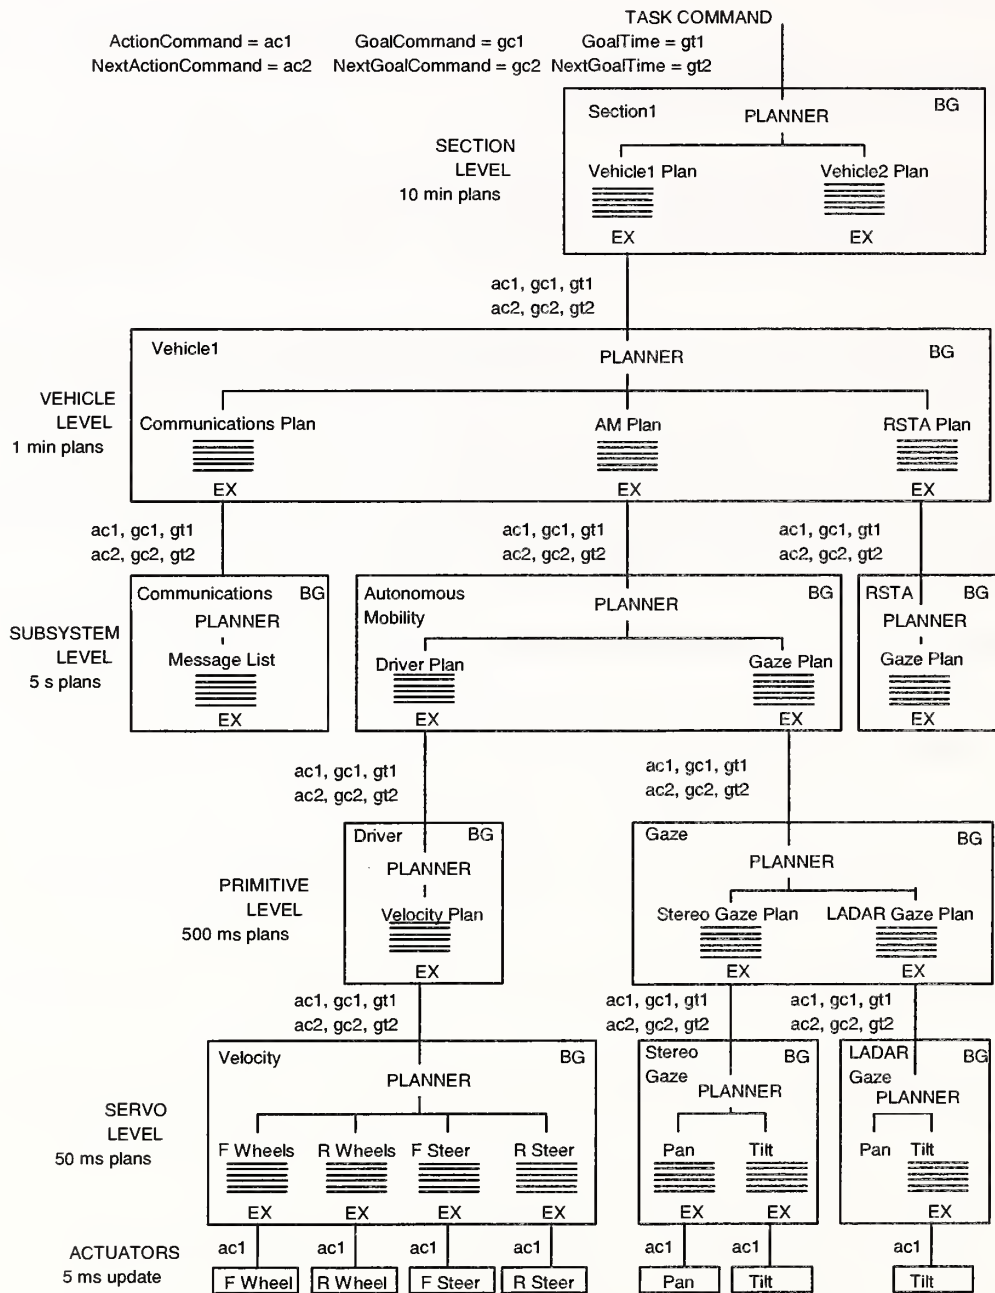 TASK COMMAND
ActionCommand = ac1 GoalCommand = gc1 GoalTime = gt1
NextActionCommand = ac2 NextGoalCommand = gc2 NextGoalTime = gt2
Section1 PLANNER BG
SECTION
LEVEL
10 min plans
Vehicle1 Plan Vehicle2 Plan
EX EX
ac1, gc1, gt1
ac2, gc2, gt2
Vehicle1 PLANNER BG
VEHICLE
LEVEL
1 min plans
Communications Plan AM Plan RSTA Plan
EX EX EX
ac1, gc1, gt1 ac1, gc1, gt1 ac1, gc1, gt1
ac2, gc2, gt2 ac2, gc2, gt2 ac2, gc2, gt2
SUBSYSTEM
LEVEL
5 s plans
Communications BG
PLANNER
Message List
EX
Autonomous
Mobility
PLANNER BG
Driver Plan Gaze Plan
EX EX
RSTA BG
PLANNER
Gaze Plan
EX
ac1, gc1, gt1 ac1, gc1, gt1
ac2, gc2, gt2 ac2, gc2, gt2
PRIMITIVE
LEVEL
500 ms plans
Driver BG
PLANNER
Velocity Plan
EX
Gaze BG
PLANNER
Stereo Gaze Plan LADAR Gaze Plan
EX EX
ac1, gc1, gt1 ac1, gc1, gt1 ac1, gc1, gt1
ac2, gc2, gt2 ac2, gc2, gt2 ac2, gc2, gt2
SERVO
LEVEL
50 ms plans
Velocity BG
PLANNER
F Wheels R Wheels F Steer R Steer
EX EX EX EX
Stereo
Gaze
BG
PLANNER
Pan Tilt
EX EX
LADAR
Gaze
BG
PLANNER
Pan Tilt
EX
ACTUATORS
5 ms update
ac1 ac1 ac1 ac1 ac1 ac1 ac1
F Wheel R Wheel F Steer R Steer Pan Tilt Tilt